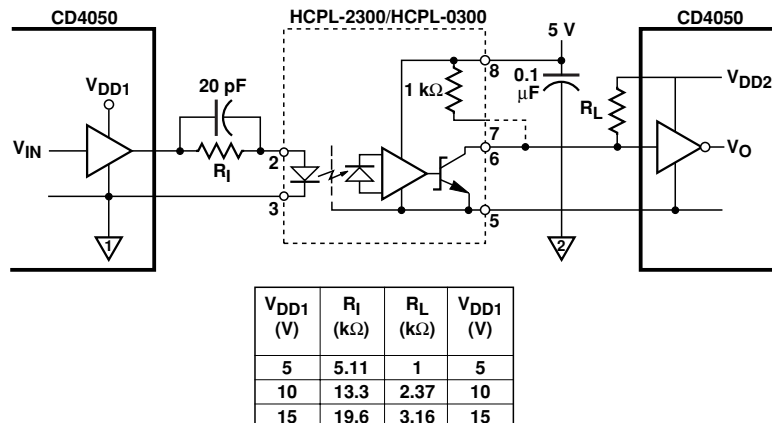 CD4050
HCPL-2300/HCPL-0300
CD4050
VDD1
20 pF
VIN
RI
2
3
1
8
1 kΩ
7
6
5
5 V
0.1
μF
2
RL
VDD2
VO
VDD1 (V) RI (kΩ) RL (kΩ) VDD1 (V)
5 5.11 1 5
10 13.3 2.37 10
15 19.6 3.16 15